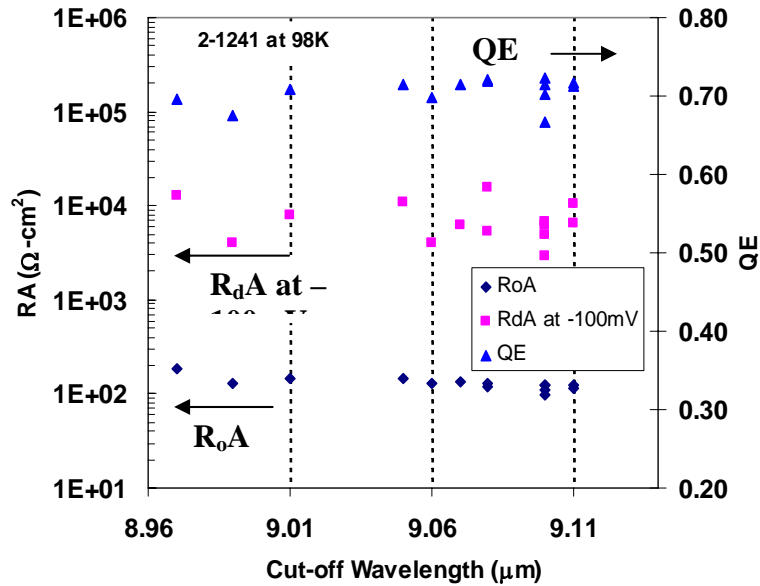 1E+06
1E+05
1E+04
1E+03
1E+02
1E+01
RA (Ω-cm²)
2-1241 at 98K
QE
RdA at –
RoA
RoA
RdA at -100mV
QE
0.80
0.70
0.60
0.50
0.40
0.30
0.20
QE
8.96 9.01 9.06 9.11
Cut-off Wavelength (μm)